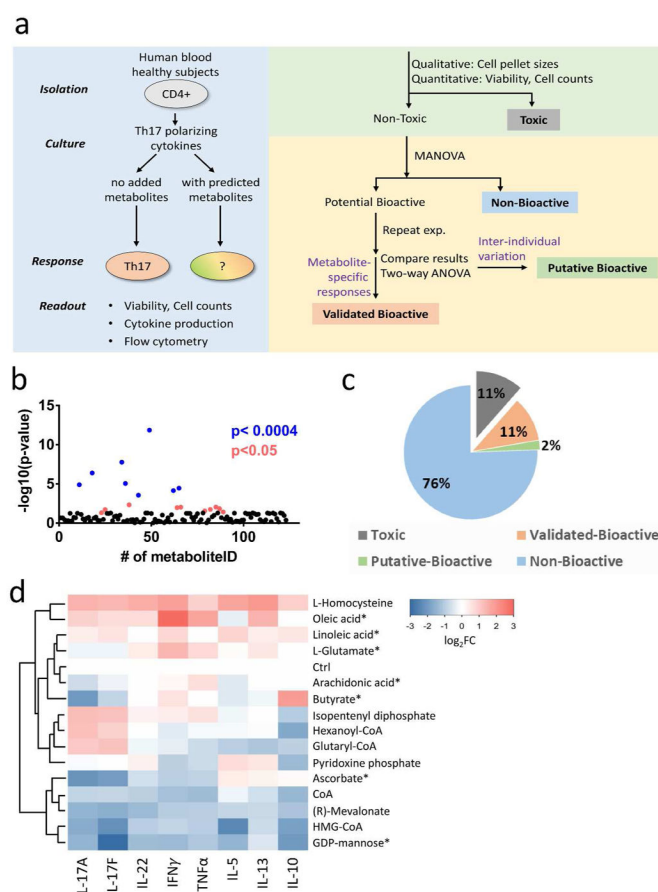 a
Human blood
healthy subjects
Isolation
CD4+
Culture
Th17 polarizing
cytokines
no added
metabolites
with predicted
metabolites
Response
Th17
?
Readout
• Viability, Cell counts
• Cytokine production
• Flow cytometry
Qualitative: Cell pellet sizes
Quantitative: Viability, Cell counts
Non-Toxic
Toxic
MANOVA
Potential Bioactive
Non-Bioactive
Repeat exp.
Metabolite-
specific
responses
Compare results
Two-way ANOVA
Inter-individual
variation
Putative Bioactive
Validated Bioactive
b
-log10(p-value)
15
10
5
0
0
50
100
p< 0.0004
p<0.05
# of metaboliteID
c
11%
11%
2%
76%
Toxic
Validated-Bioactive
Putative-Bioactive
Non-Bioactive
d
L-Homocysteine
Oleic acid*
Linoleic acid*
L-Glutamate*
Ctrl
Arachidonic acid*
Butyrate*
Isopentenyl diphosphate
Hexanoyl-CoA
Glutaryl-CoA
Pyridoxine phosphate
Ascorbate*
CoA
(R)-Mevalonate
HMG-CoA
GDP-mannose*
-3 -2 -1 0 1 2 3
log2FC
IL-17A
IL-17F
IL-22
IFNγ
TNFα
IL-5
IL-13
IL-10